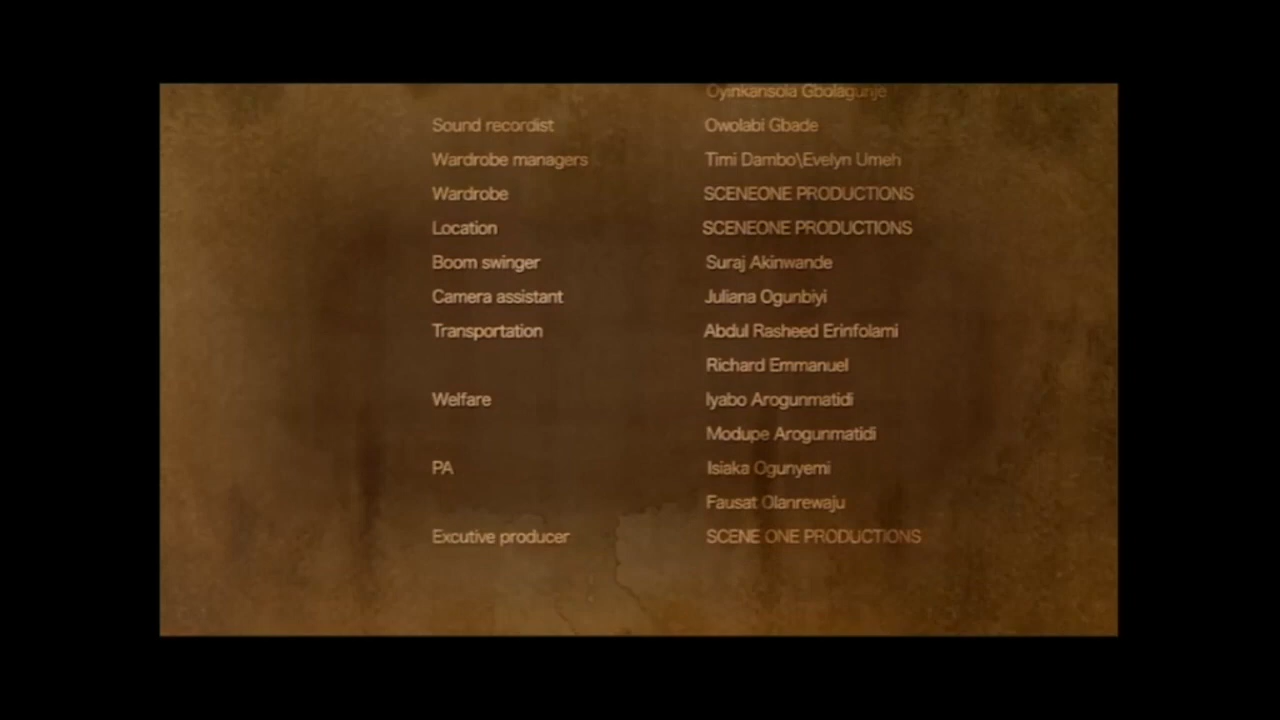 Oyinkansola Gbolagunje
Sound recordist Owolabi Gbade
Wardrobe managers Timi Dambo\Evelyn Umeh
Wardrobe SCENEONE PRODUCTIONS
Location SCENEONE PRODUCTIONS
Boom swinger Suraj Akinwande
Camera assistant Juliana Ogunbiyi
Transportation Abdul Rasheed Erinfolami
Richard Emmanuel
Welfare Iyabo Arogunmatidi
Modupe Arogunmatidi
PA Isiaka Ogunyemi
Fausat Olanrewaju
Excutive producer SCENE ONE PRODUCTIONS